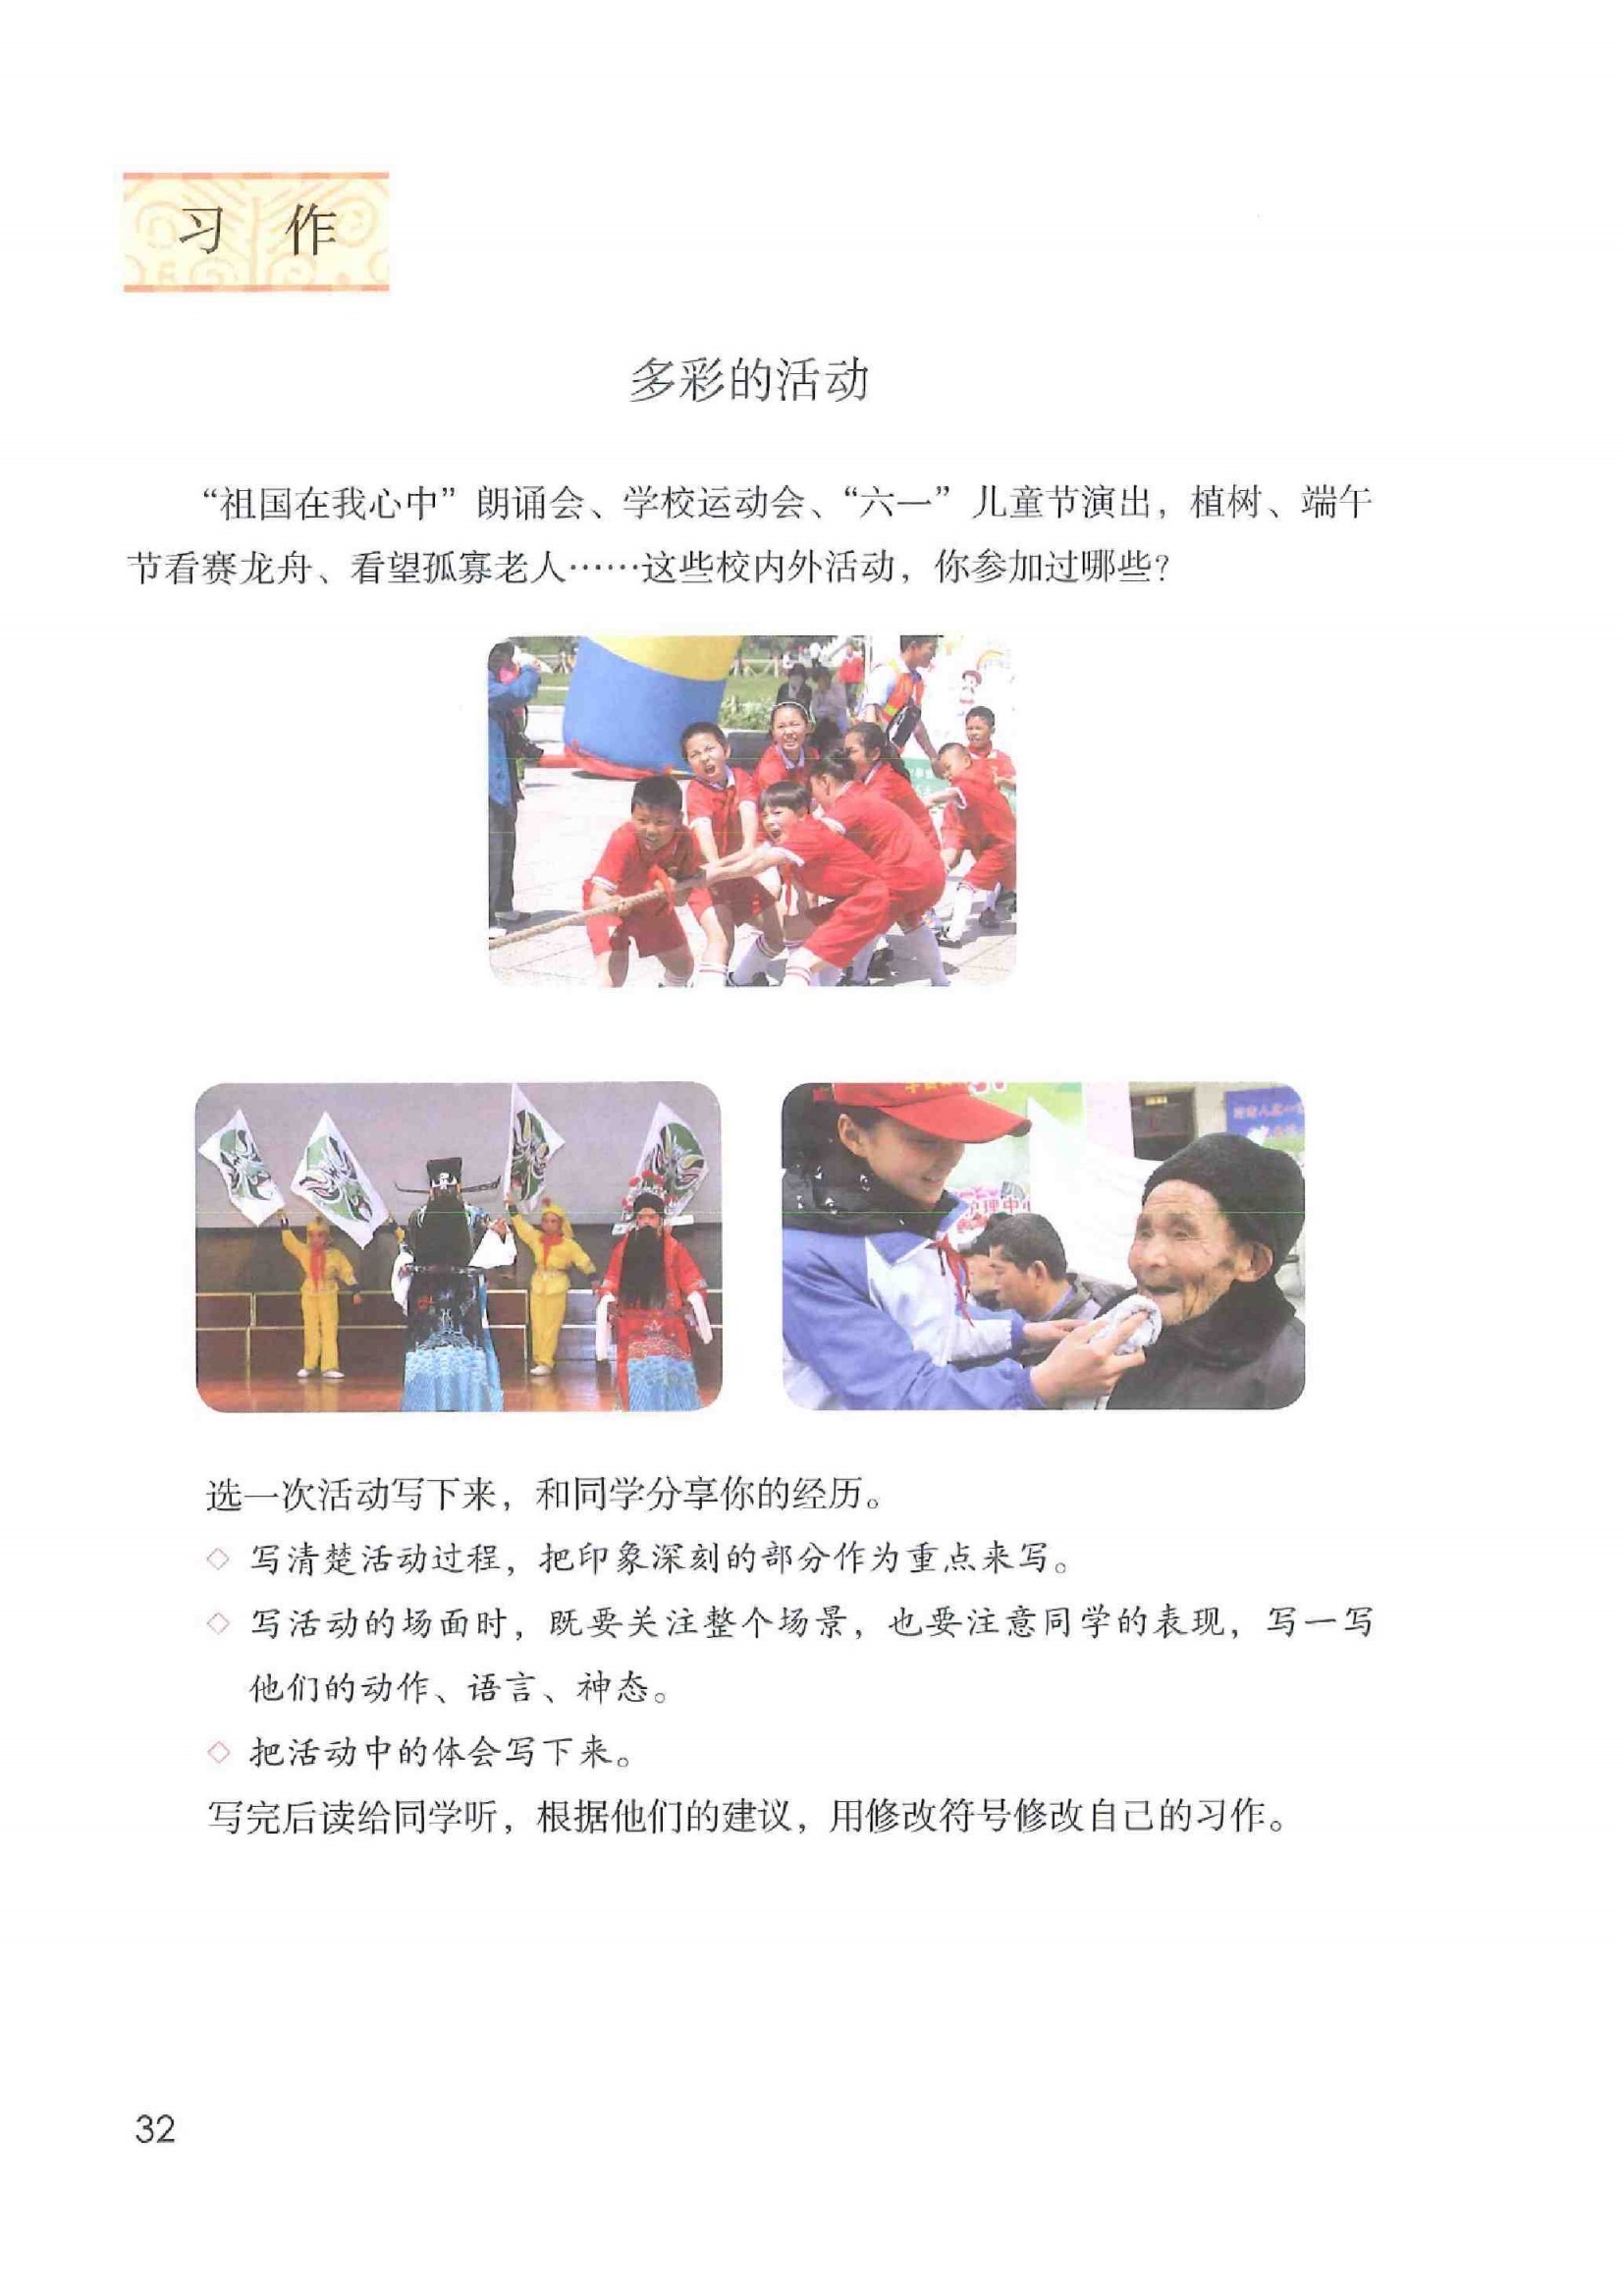 习 作
多彩的活动
“祖国在我心中”朗诵会、学校运动会、“六一”儿童节演出，植树、端午
节看赛龙舟、看望孤寡老人……这些校内外活动，你参加过哪些？
选一次活动写下来，和同学分享你的经历。
◇ 写清楚活动过程，把印象深刻的部分作为重点来写。
◇ 写活动的场面时，既要关注整个场景，也要注意同学的表现，写一写
他们的动作、语言、神态。
◇ 把活动中的体会写下来。
写完后读给同学听，根据他们的建议，用修改符号修改自己的习作。
32